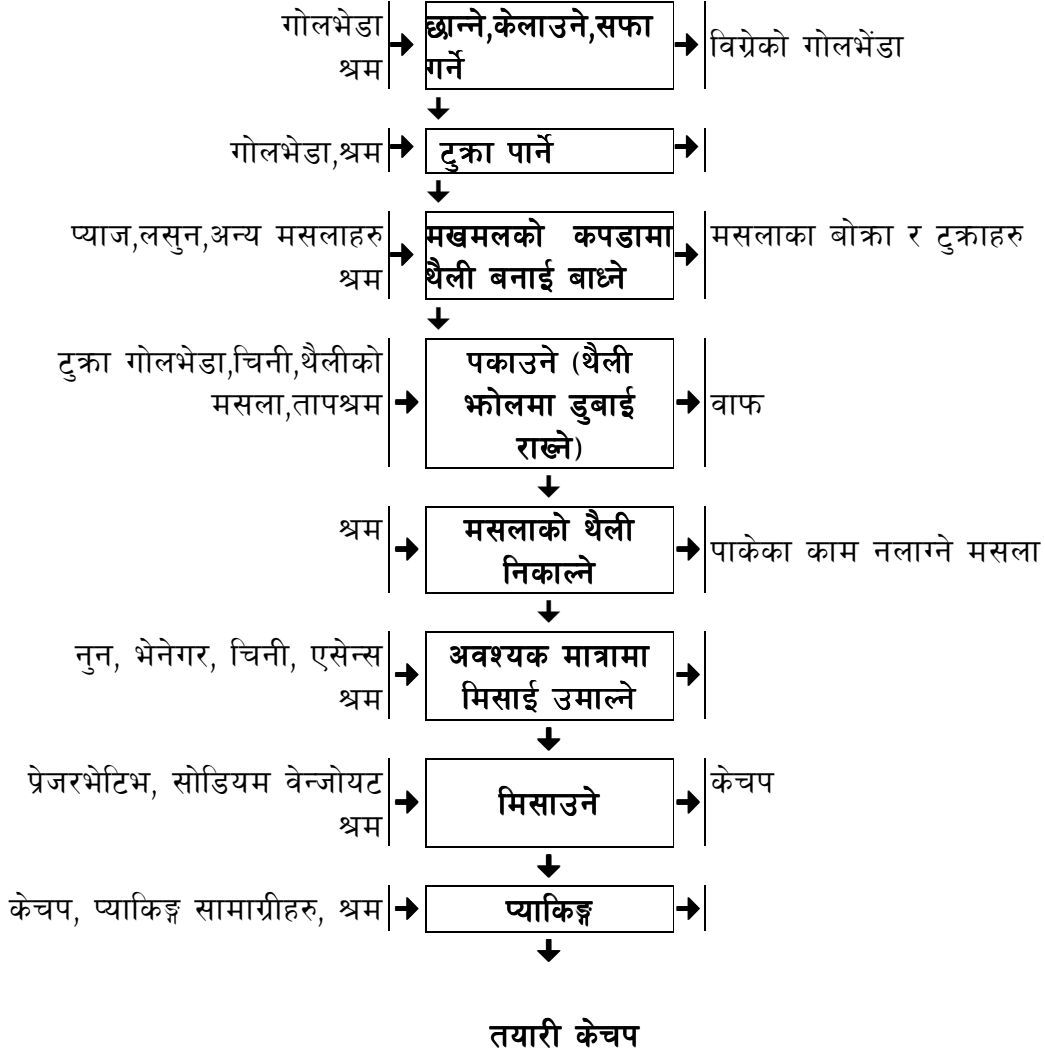 गोलभेडा
श्रम
छान्ने,केलाउने,सफा
गर्ने
विग्रेको गोलभेंडा
गोलभेडा,श्रम
टुक्रा पार्ने
प्याज,लसुन,अन्य मसलाहरु
श्रम
मखमलको कपडामा
थैली बनाई बाध्ने
मसलाका बोक्रा र टुक्राहरु
टुक्रा गोलभेडा,चिनी,थैलीको
मसला,तापश्रम
पकाउने (थैली
झोलमा डुबाई
राख्ने)
वाफ
श्रम
मसलाको थैली
निकाल्ने
पाकेका काम नलाग्ने मसला
नुन, भेनेगर, चिनी, एसेन्स
श्रम
अवश्यक मात्रामा
मिसाई उमाल्ने
प्रेजरभेटिभ, सोडियम वेन्जोयट
श्रम
मिसाउने
केचप
केचप, प्याकिङ्ग सामाग्रीहरु, श्रम
प्याकिङ्ग
तयारी केचप